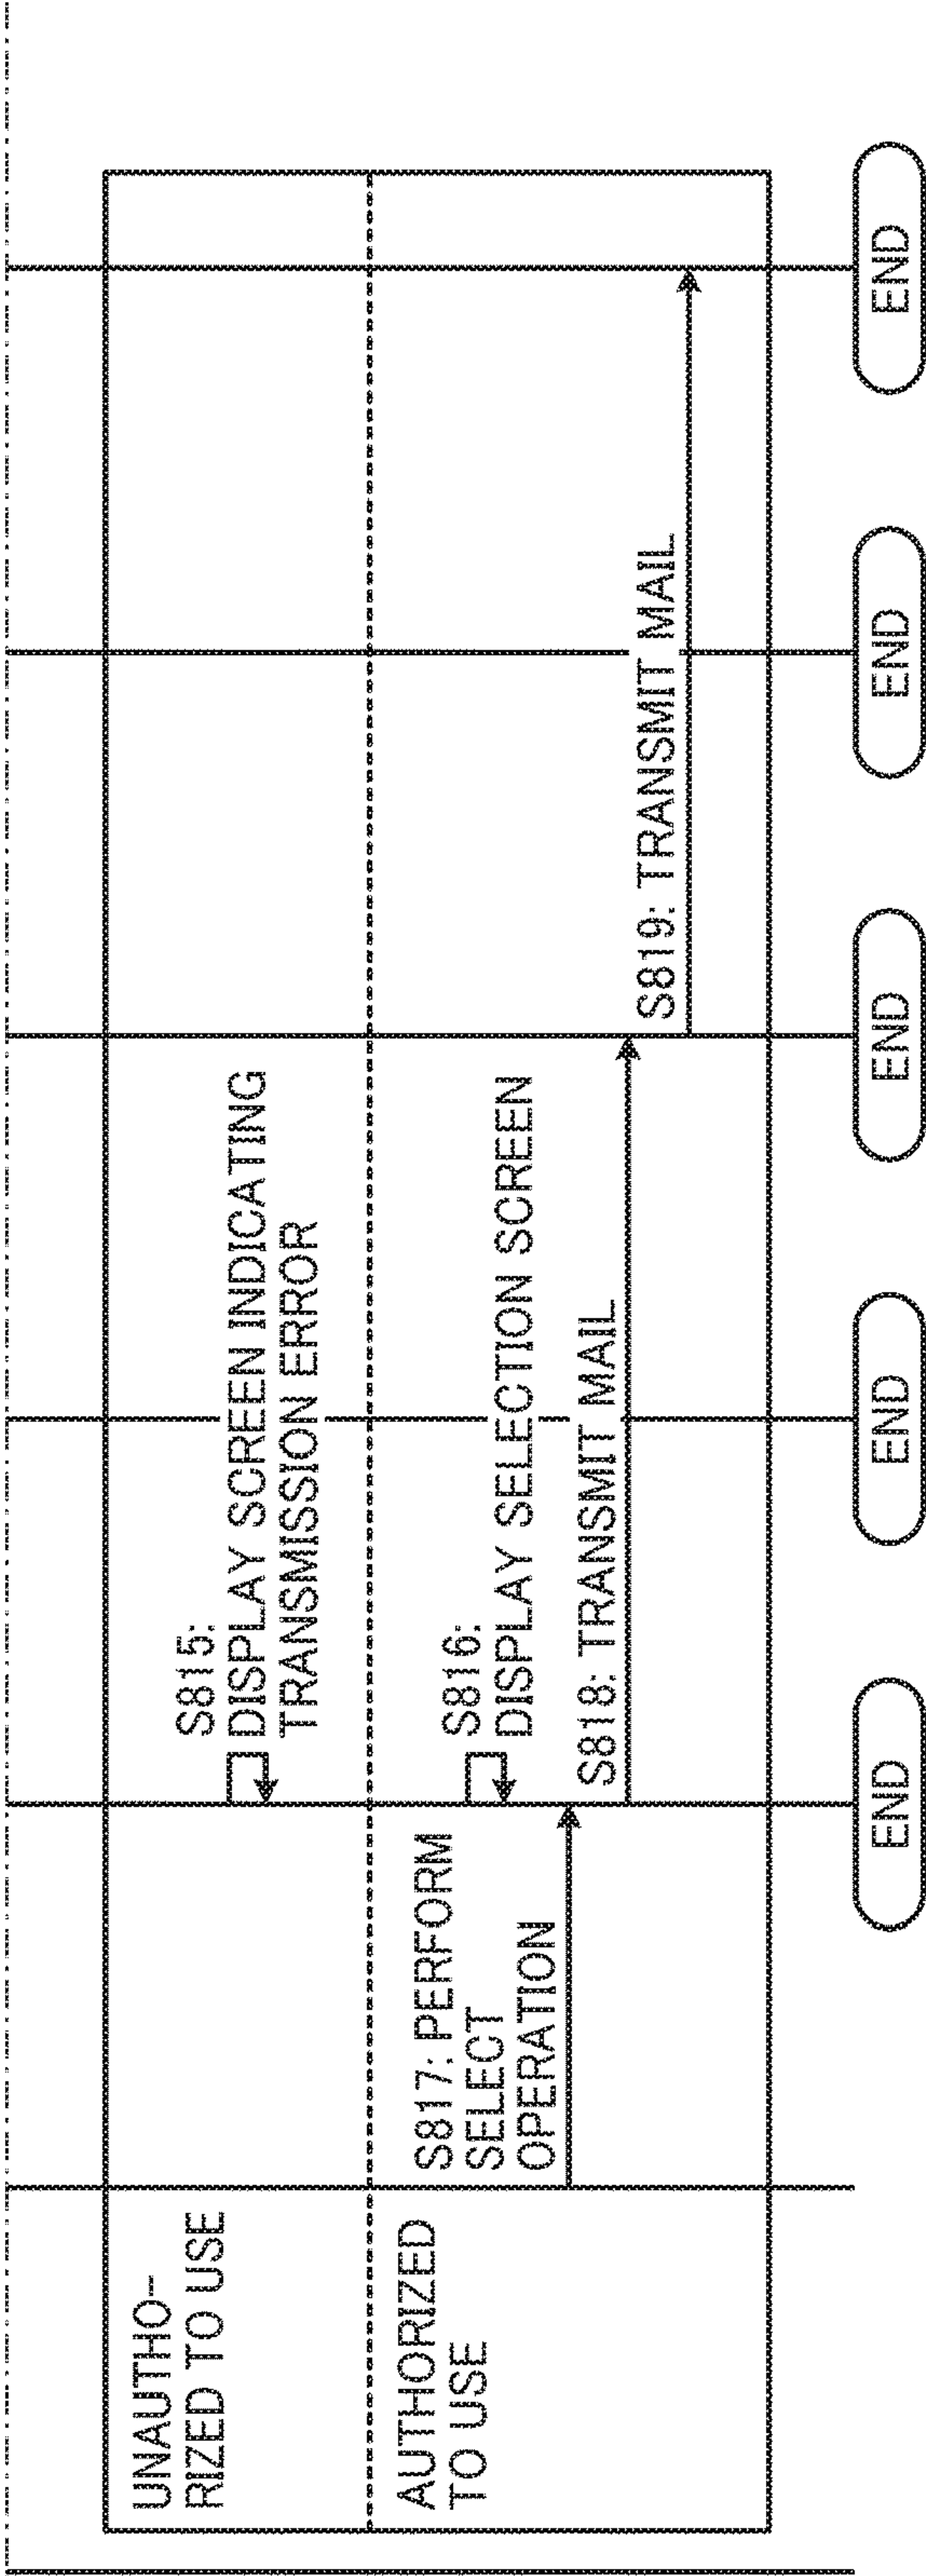 UNAUTHO-
RIZED TO USE
S815:
DISPLAY SCREEN INDICATING
TRANSMISSION ERROR
AUTHORIZED
TO USE
S817: PERFORM
SELECT
OPERATION
S816:
DISPLAY SELECTION SCREEN
S818: TRANSMIT MAIL
S819: TRANSMIT MAIL
END
END
END
END
END